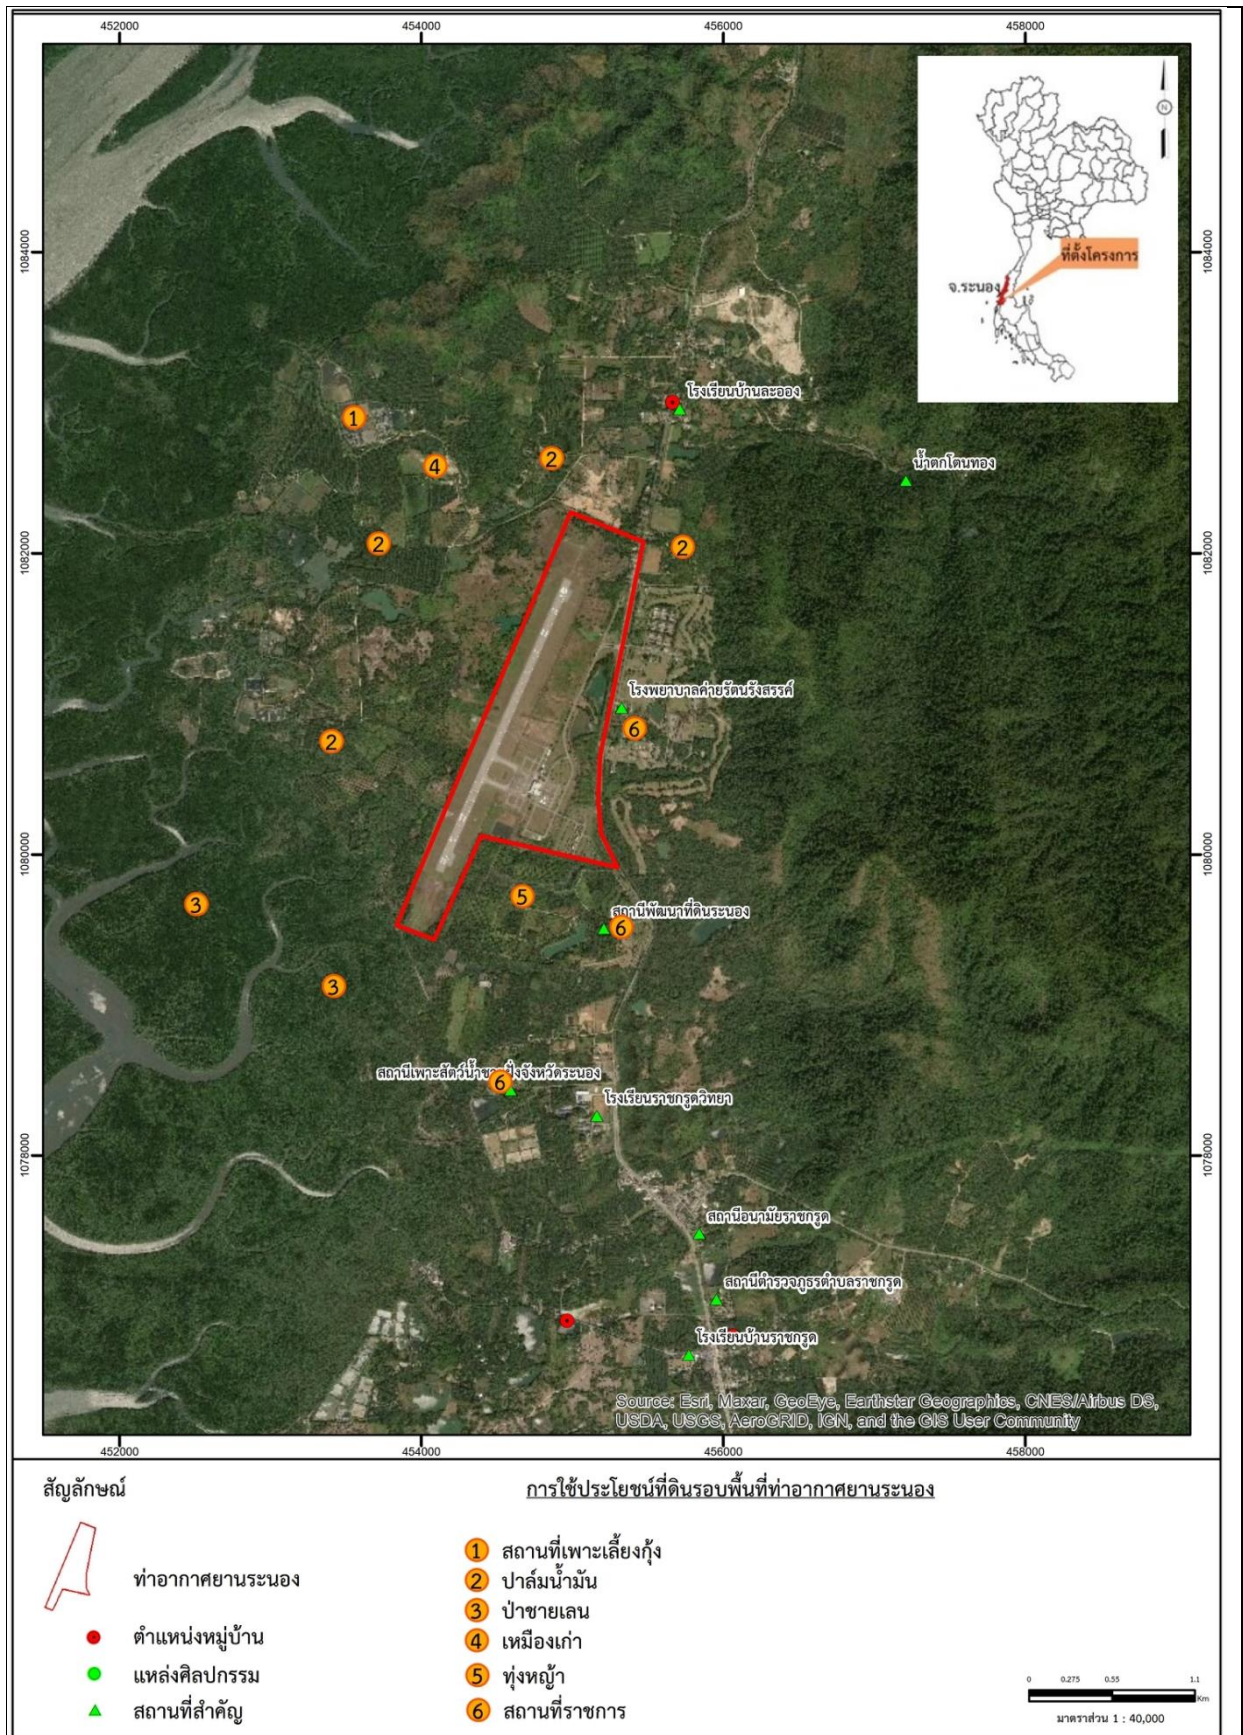 452000
454000
456000
458000
N
ที่ตั้งโครงการ
จ.ระนอง
1084000
1084000
โรงเรียนบ้านละออง
1
4
2
น้ำตกโตนทอง
1082000
2
2
1082000
โรงพยาบาลค่ายรัตนรังสรรค์
6
2
1080000
1080000
3
5
สถานีพัฒนาที่ดินระนอง
6
3
สถานีเพาะสัตว์น้ำชายฝั่งจังหวัดระนอง
6
โรงเรียนราชกรูดวิทยา
1078000
1078000
สถานีอนามัยราชกรูด
สถานีตำรวจภูธรตำบลราชกรูด
โรงเรียนบ้านราชกรูด
Source: Esri, Maxar, GeoEye, Earthstar Geographics, CNES/Airbus DS,
USDA, USGS, AeroGRID, IGN, and the GIS User Community
452000
454000
456000
458000
สัญลักษณ์
ท่าอากาศยานระนอง
ตำแหน่งหมู่บ้าน
แหล่งศิลปกรรม
สถานที่สำคัญ
การใช้ประโยชน์ที่ดินรอบพื้นที่ท่าอากาศยานระนอง
1 สถานที่เพาะเลี้ยงกุ้ง
2 ปาล์มน้ำมัน
3 ป่าชายเลน
4 เหมืองเก่า
5 ทุ่งหญ้า
6 สถานที่ราชการ
0 0.275 0.55 1.1
Km
มาตราส่วน 1 : 40,000